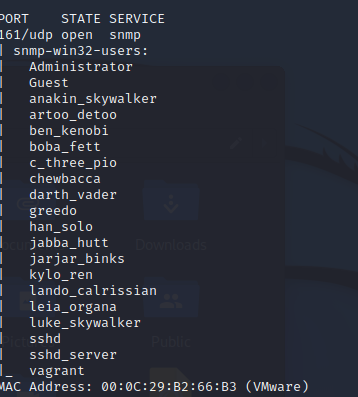 PORT    STATE SERVICE
161/udp open  snmp
| snmp-win32-users:
|   Administrator
|   Guest
|   anakin_skywalker
|   artoo_detoo
|   ben_kenobi
|   boba_fett
|   c_three_pio
|   chewbacca
|   darth_vader
|   greedo
|   han_solo
|   jabba_hutt
|   jarjar_binks
|   kylo_ren
|   lando_calrissian
|   leia_organa
|   luke_skywalker
|   sshd
|   sshd_server
|_  vagrant
MAC Address: 00:0C:29:B2:66:B3 (VMware)
Downloads
Public